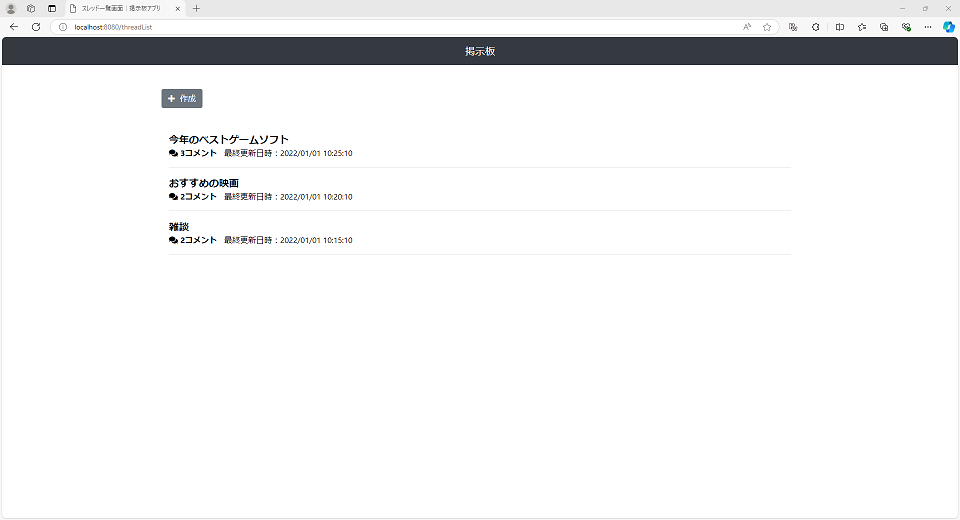 スレッド一覧画面｜掲示板アプリ
localhost:8080/threadList
掲示板
作成
今年のベストゲームソフト
3コメント 最終更新日時：2022/01/01 10:25:10
おすすめの映画
2コメント 最終更新日時：2022/01/01 10:20:10
雑談
2コメント 最終更新日時：2022/01/01 10:15:10